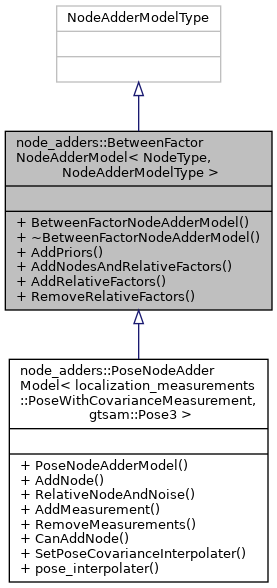 NodeAdderModelType
node_adders::BetweenFactor
NodeAdderModel< NodeType,
NodeAdderModelType >
+ BetweenFactorNodeAdderModel()
+ ~BetweenFactorNodeAdderModel()
+ AddPriors()
+ AddNodesAndRelativeFactors()
+ AddRelativeFactors()
+ RemoveRelativeFactors()
node_adders::PoseNodeAdder
Model< localization_measurements
::PoseWithCovarianceMeasurement,
gtsam::Pose3 >
+ PoseNodeAdderModel()
+ AddNode()
+ RelativeNodeAndNoise()
+ AddMeasurement()
+ RemoveMeasurements()
+ CanAddNode()
+ SetPoseCovarianceInterpolater()
+ pose_interpolater()